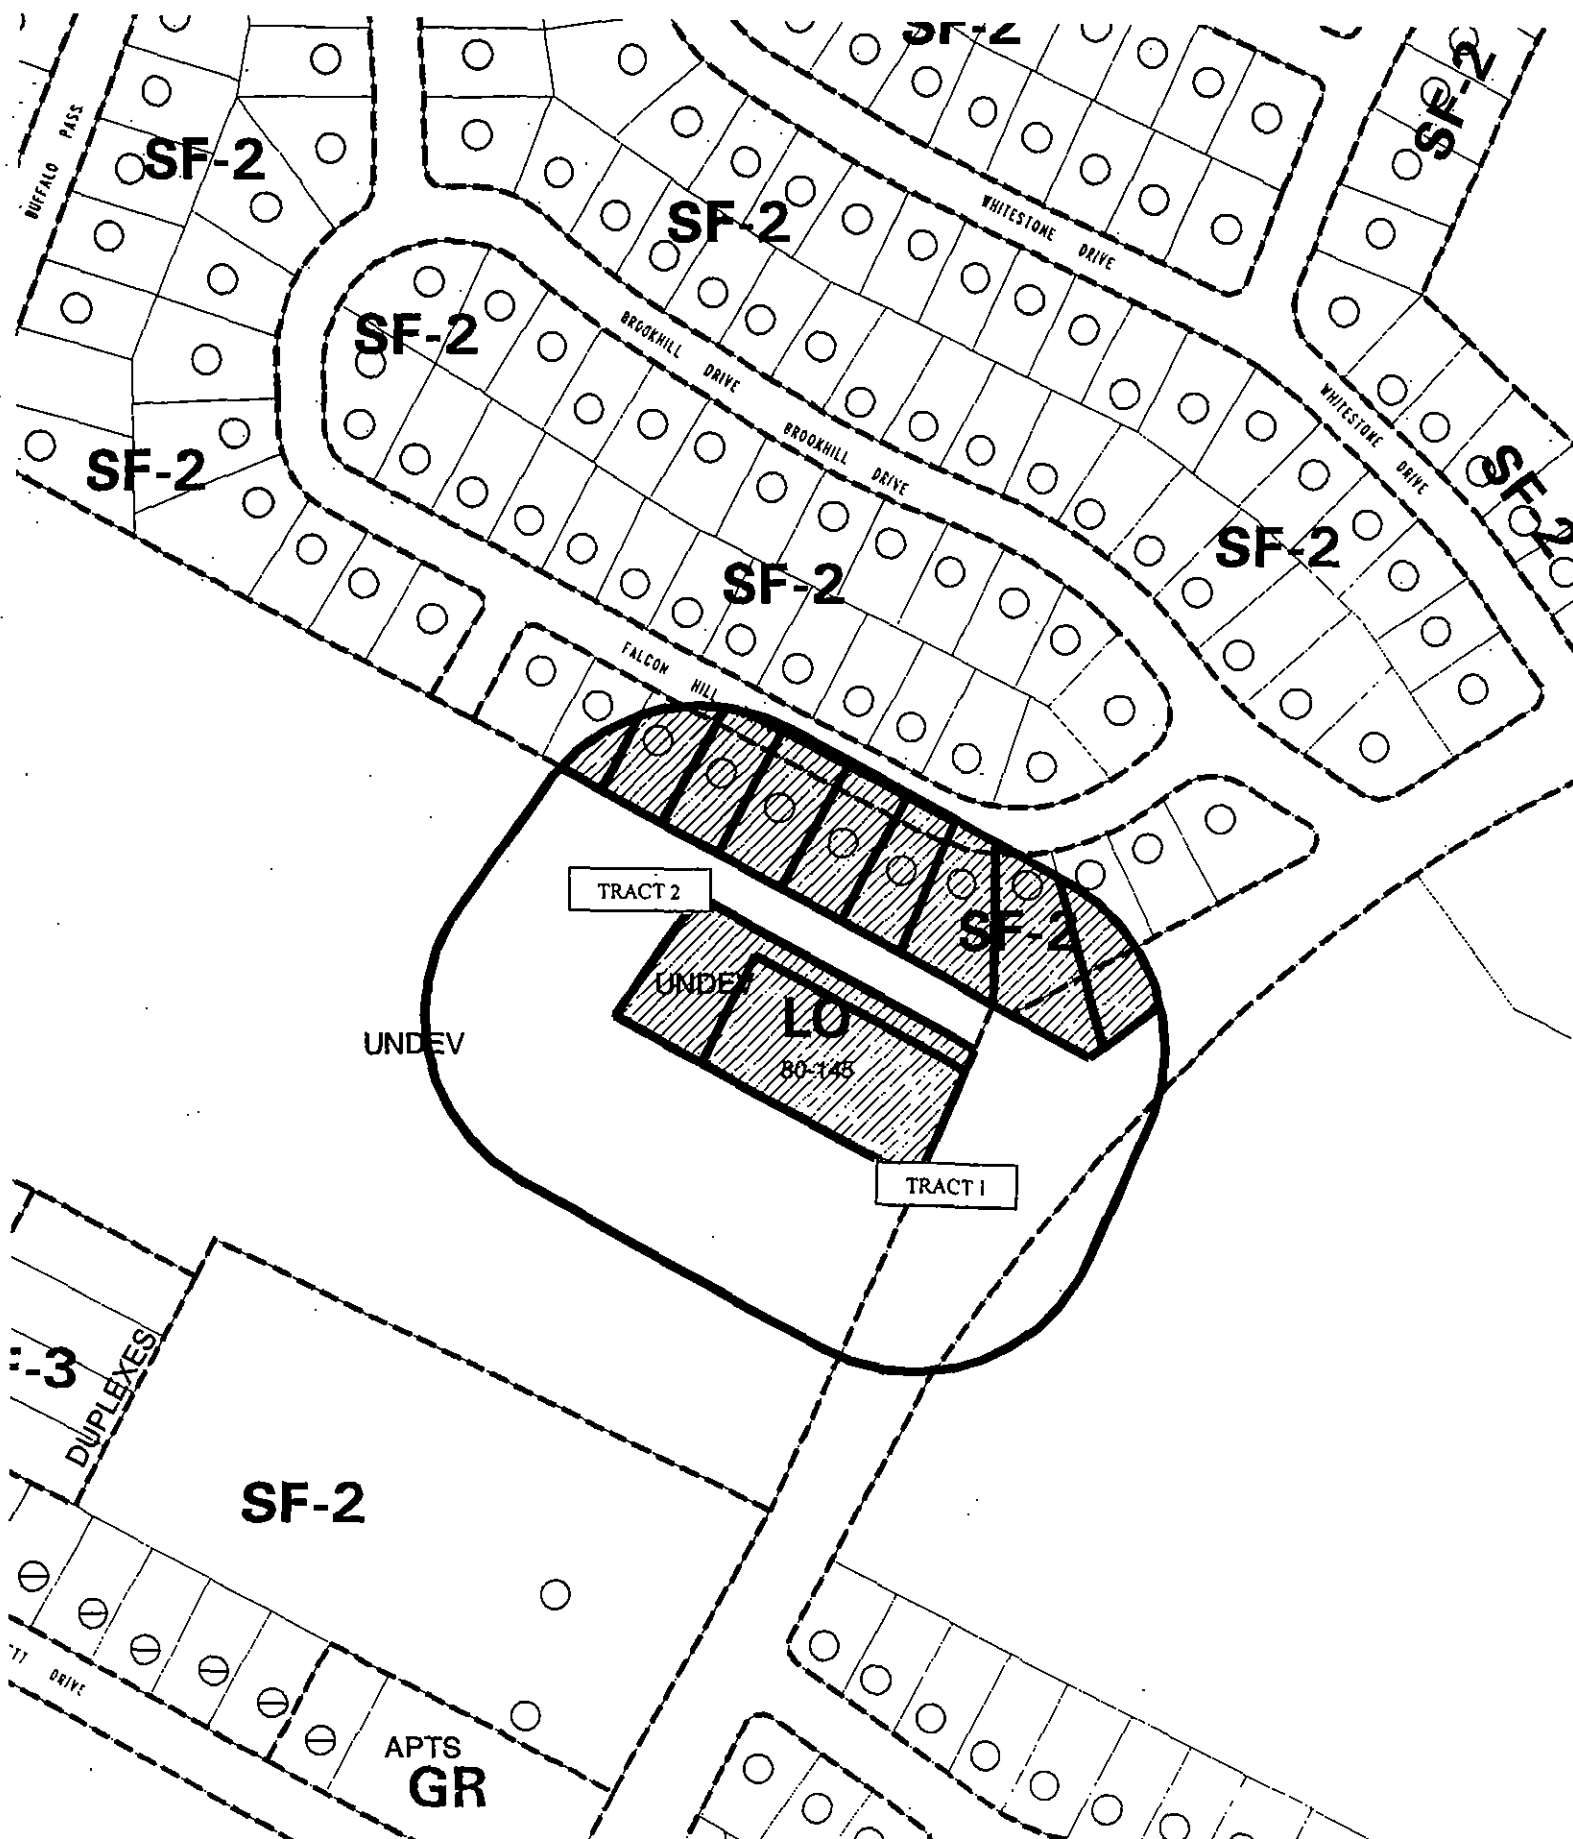 SF-2
SF-2
BUFFALO PASS
SF-2
SF-2
WHITESTONE DRIVE
SF-2
BROOKHILL DRIVE
WHITESTONE DRIVE
BROOKHILL DRIVE
SF-2
SF-2
SF-2
SF-2
FALCON HILL
TRACT 2
SF-2
UNDEV
LO
UNDEV
80-145
TRACT 1
F-3
DUPLEXES
SF-2
DRIVE
APTS
GR